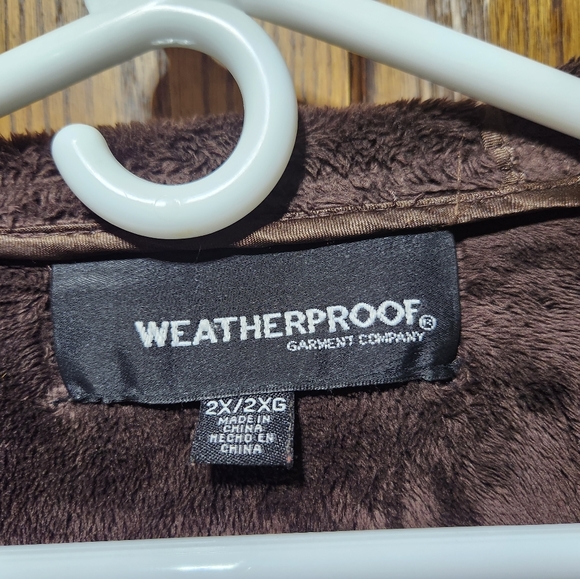 WEATHERPROOF®
GARMENT COMPANY
2X/2XG
MADE IN
CHINA
HECHO EN
CHINA